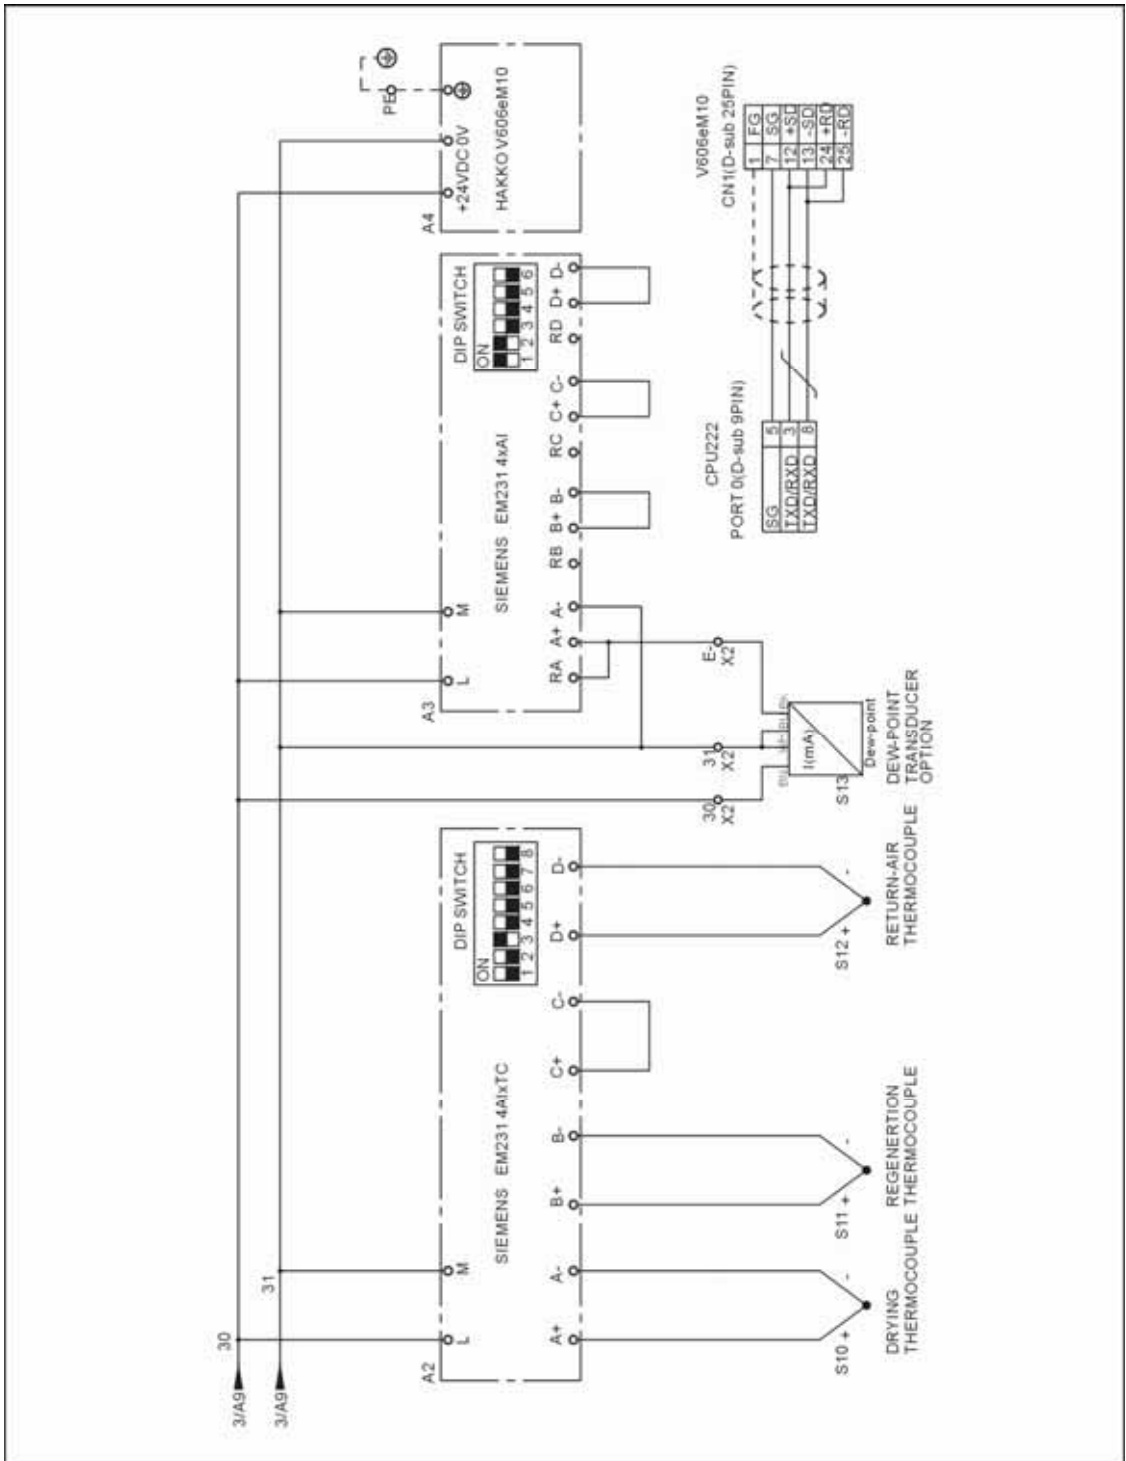 3/A9
30
3/A9
31
A2
L
M
SIEMENS EM231 4AIxTC
DIP SWITCH
ON
1 2 3 4 5 6 7 8
A+
A-
B+
B-
C+
C-
D+
D-
S10 +
-
DRYING
THERMOCOUPLE
S11 +
-
REGENERTION
THERMOCOUPLE
S12 +
-
RETURN-AIR
THERMOCOUPLE
30
X2
31
X2
E-
X2
I(mA)
S13
Dew-point
DEW-POINT
TRANSDUCER
OPTION
A3
L
M
SIEMENS EM231 4xAI
DIP SWITCH
ON
1 2 3 4 5 6
RA
A+
A-
RB
B+
B-
RC
C+
C-
RD
D+
D-
A4
+24VDC
0V
HAKKO V606eM10
PE
CPU222
PORT 0(D-sub 9PIN)
SG 5
TXD/RXD 3
TXD/RXD 8
V606eM10
CN1(D-sub 25PIN)
1 FG
7 SG
12 +SD
13 -SD
24 +RD
25 -RD